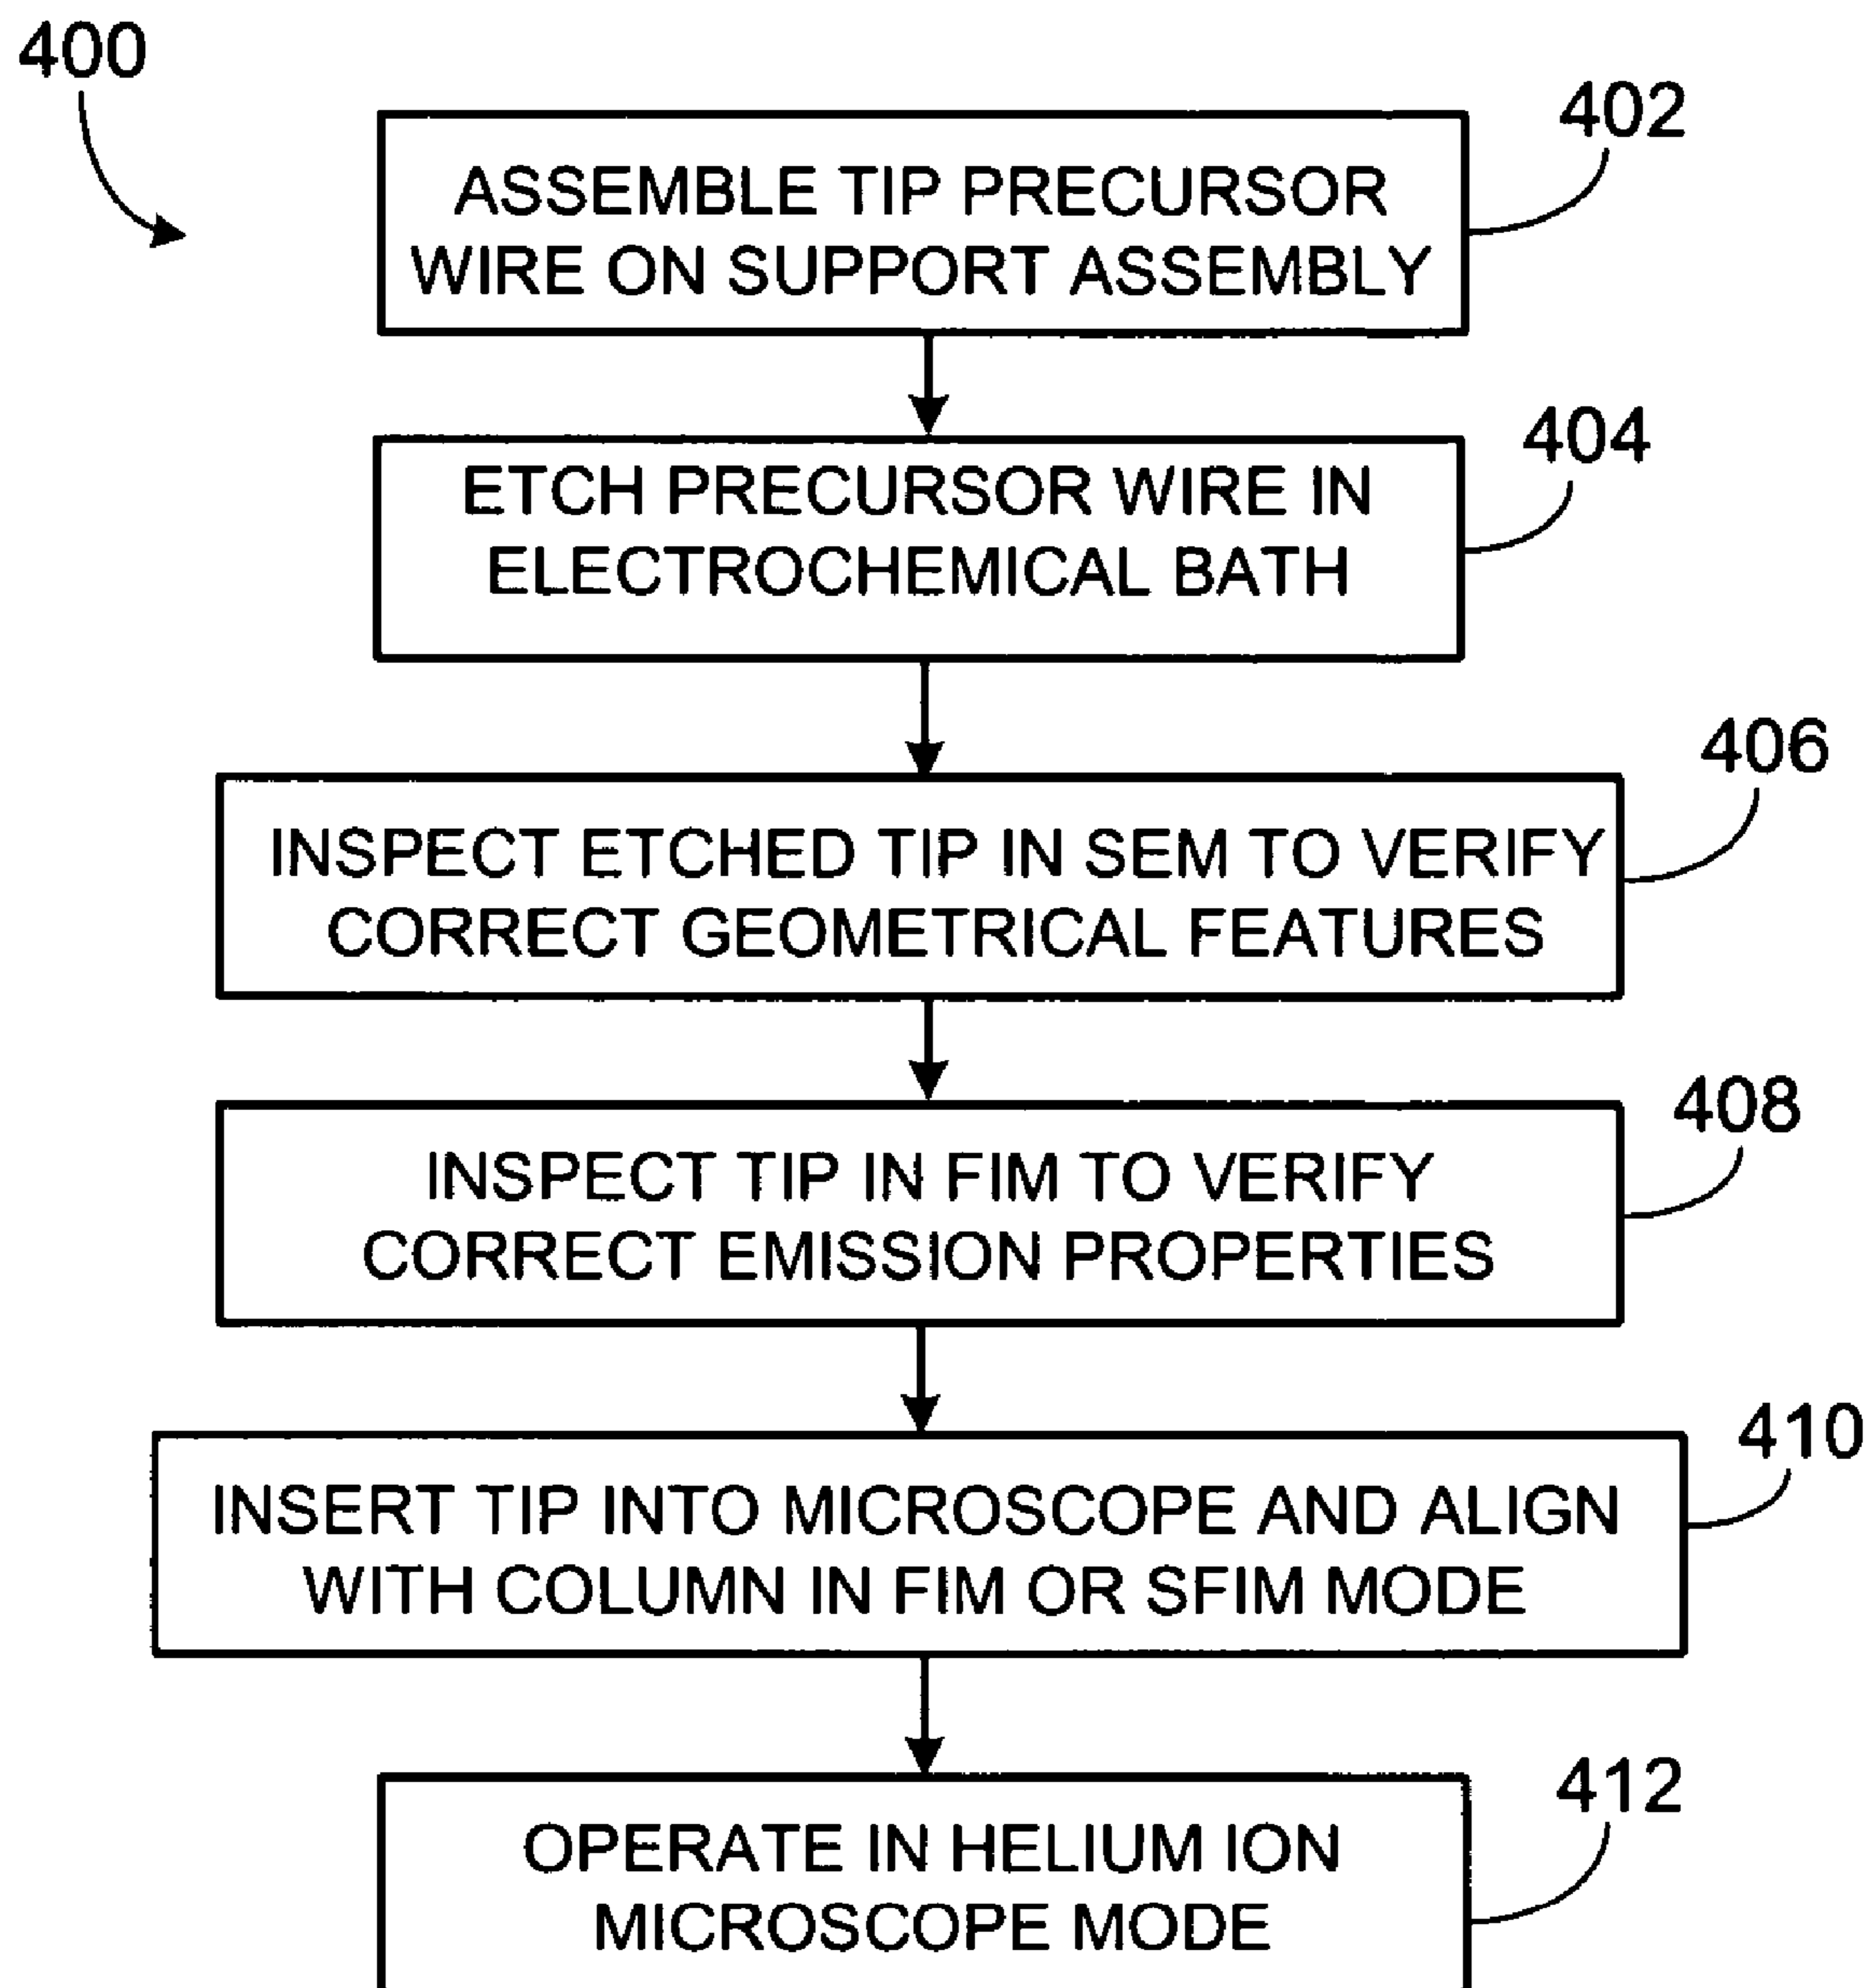 400
402
ASSEMBLE TIP PRECURSOR
WIRE ON SUPPORT ASSEMBLY
404
ETCH PRECURSOR WIRE IN
ELECTROCHEMICAL BATH
406
INSPECT ETCHED TIP IN SEM TO VERIFY
CORRECT GEOMETRICAL FEATURES
408
INSPECT TIP IN FIM TO VERIFY
CORRECT EMISSION PROPERTIES
410
INSERT TIP INTO MICROSCOPE AND ALIGN
WITH COLUMN IN FIM OR SFIM MODE
412
OPERATE IN HELIUM ION
MICROSCOPE MODE